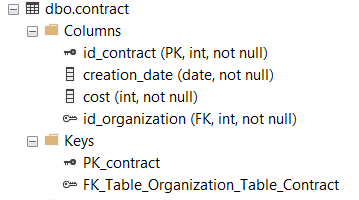 dbo.contract
Columns
id_contract (PK, int, not null)
creation_date (date, not null)
cost (int, not null)
id_organization (FK, int, not null)
Keys
PK_contract
FK_Table_Organization_Table_Contract